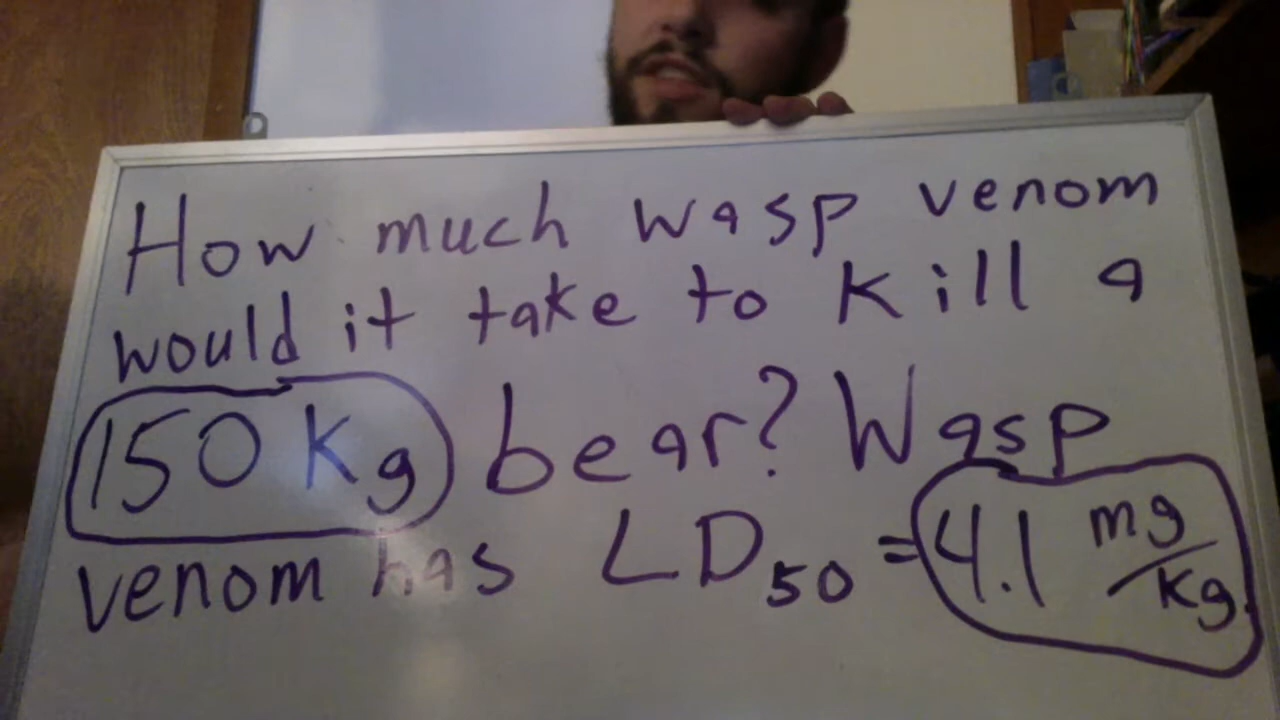 How much wasp venom
would it take to kill a
150 Kg bear? Wasp
venom has LD50 = 4.1 mg/kg.